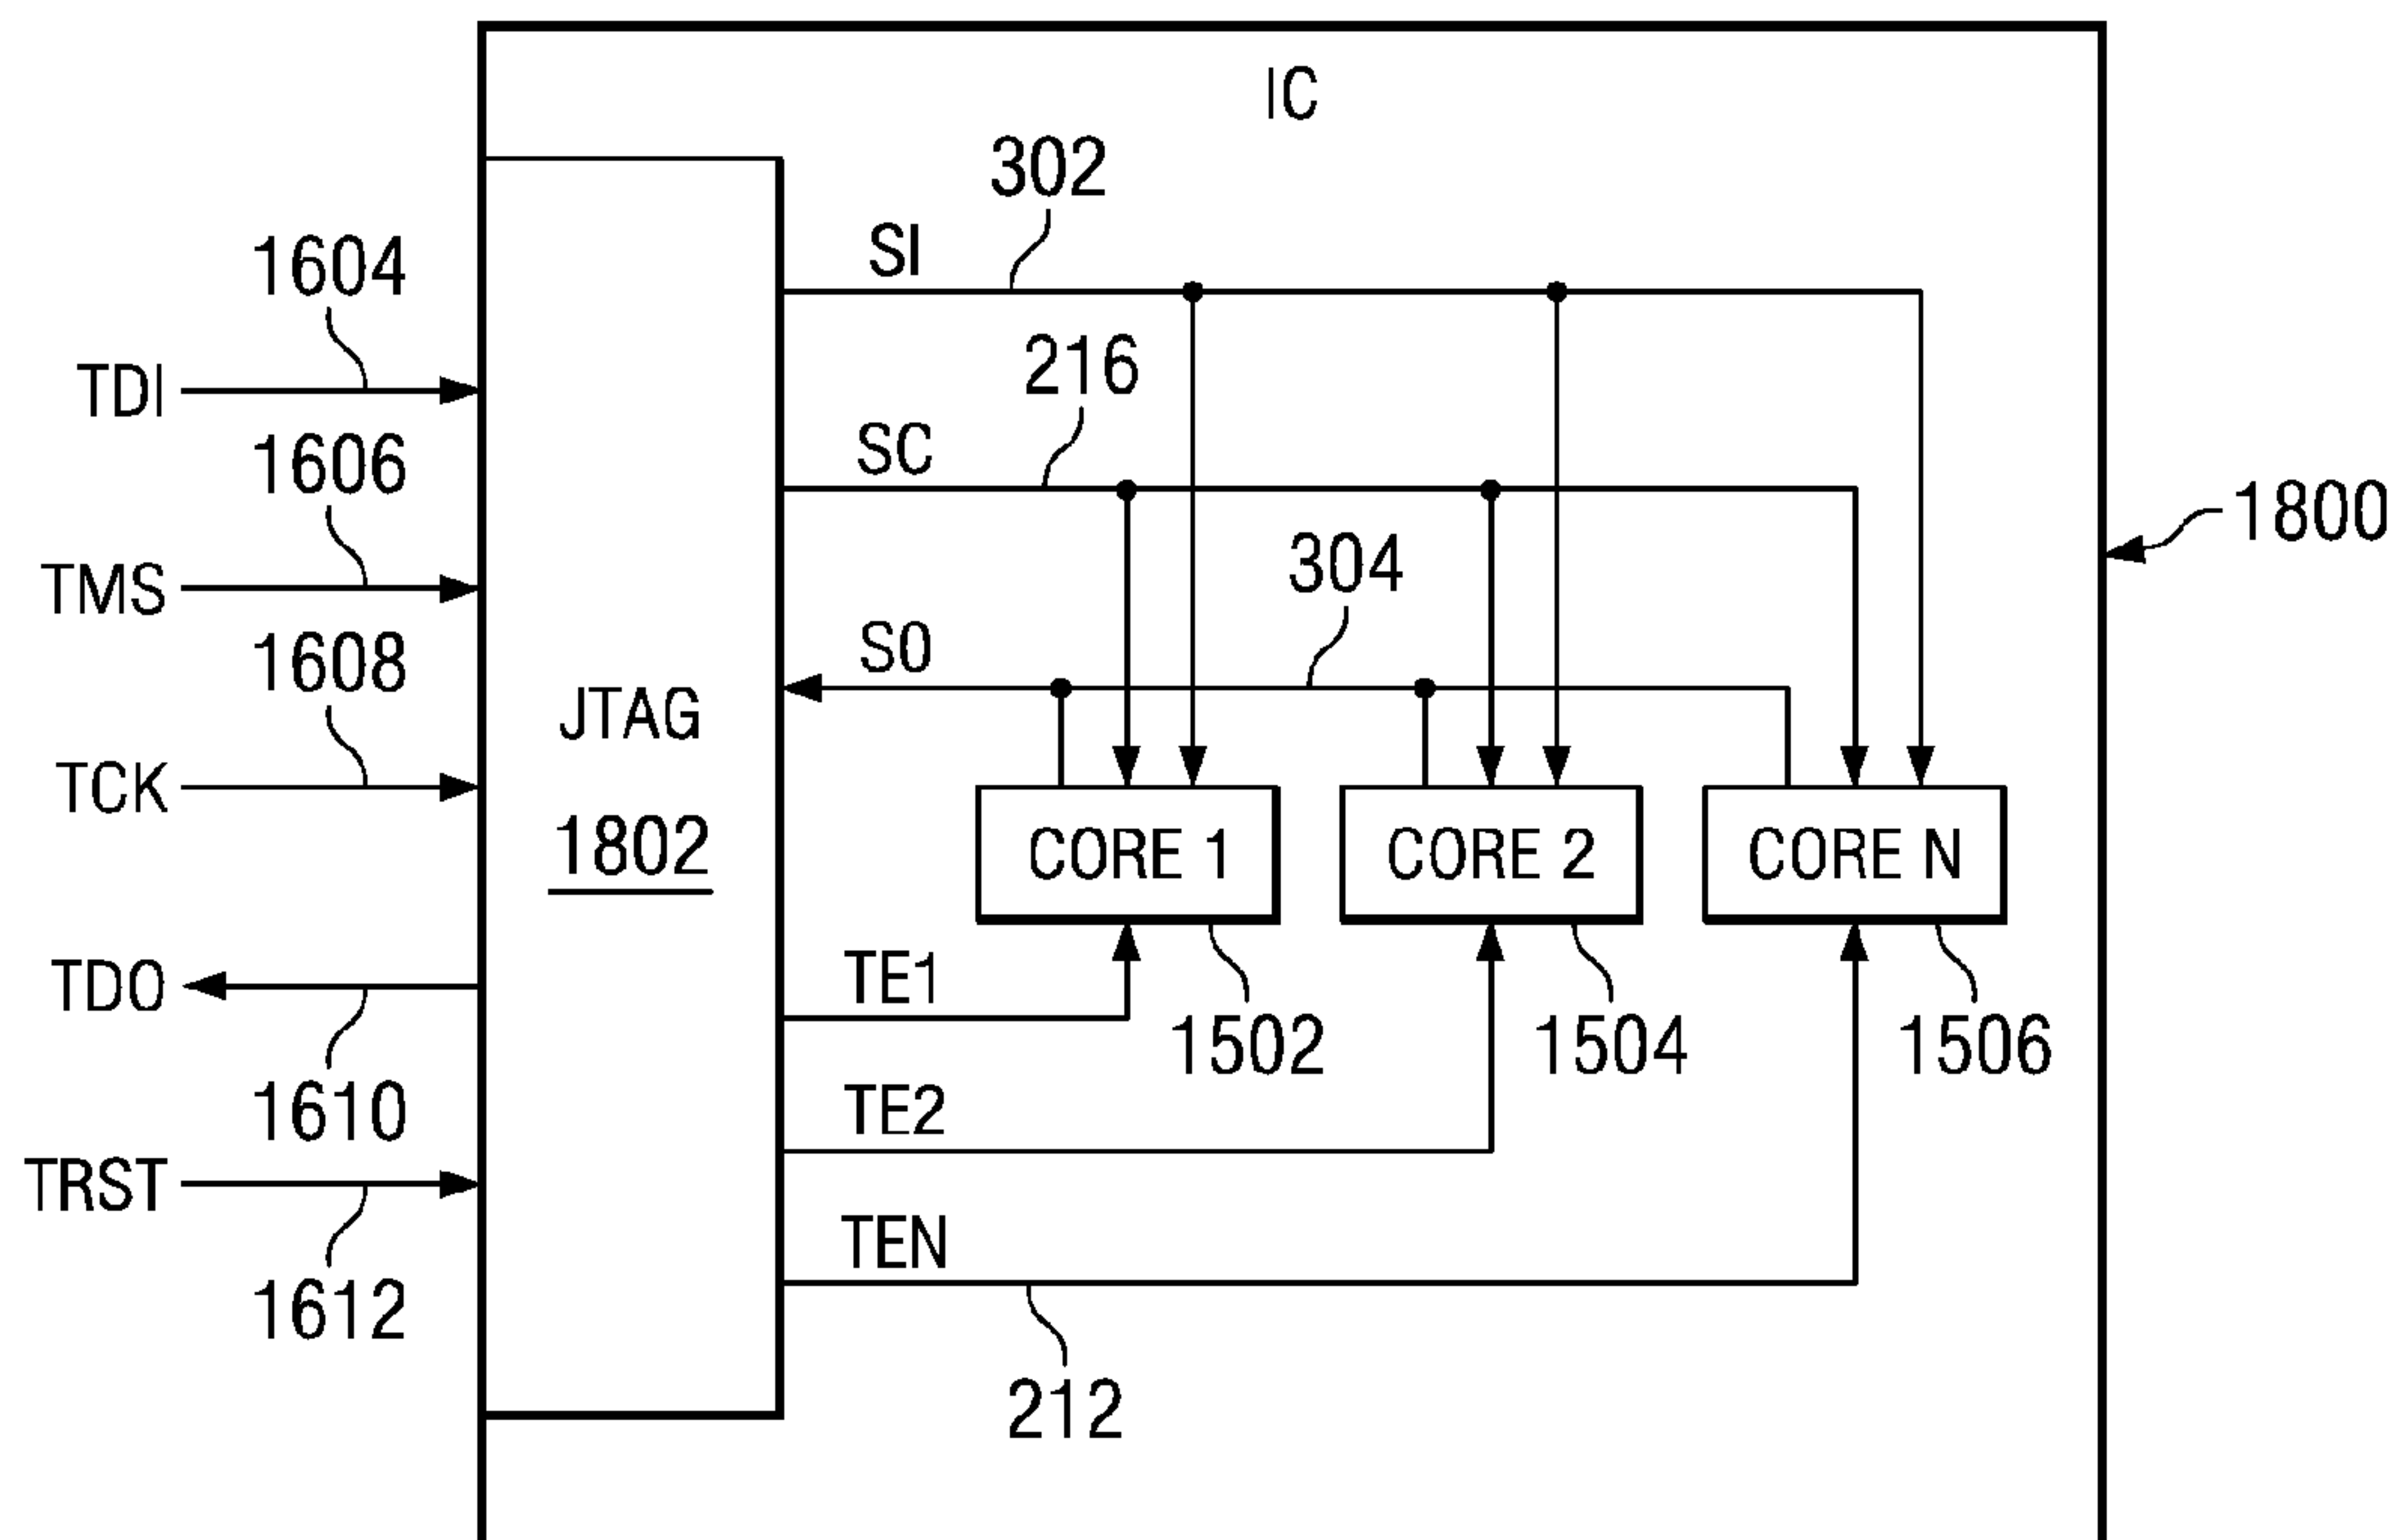 IC
302
SI
1604
216
TDI
SC
1606
1800
304
TMS
SO
1608
JTAG
TCK
1802
CORE 1
CORE 2
CORE N
TDO
TE1
1502
1504
1506
1610
TE2
TRST
TEN
1612
212